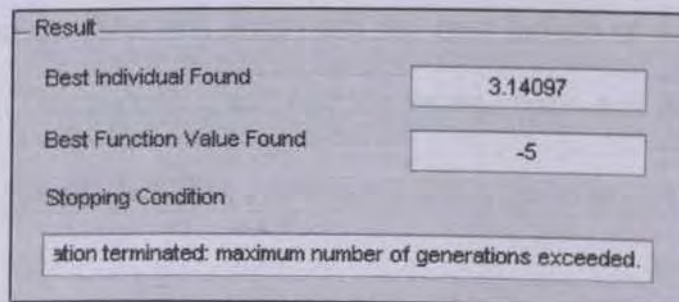 Result
Best Individual Found
3.14097
Best Function Value Found
-5
Stopping Condition
ation terminated: maximum number of generations exceeded.